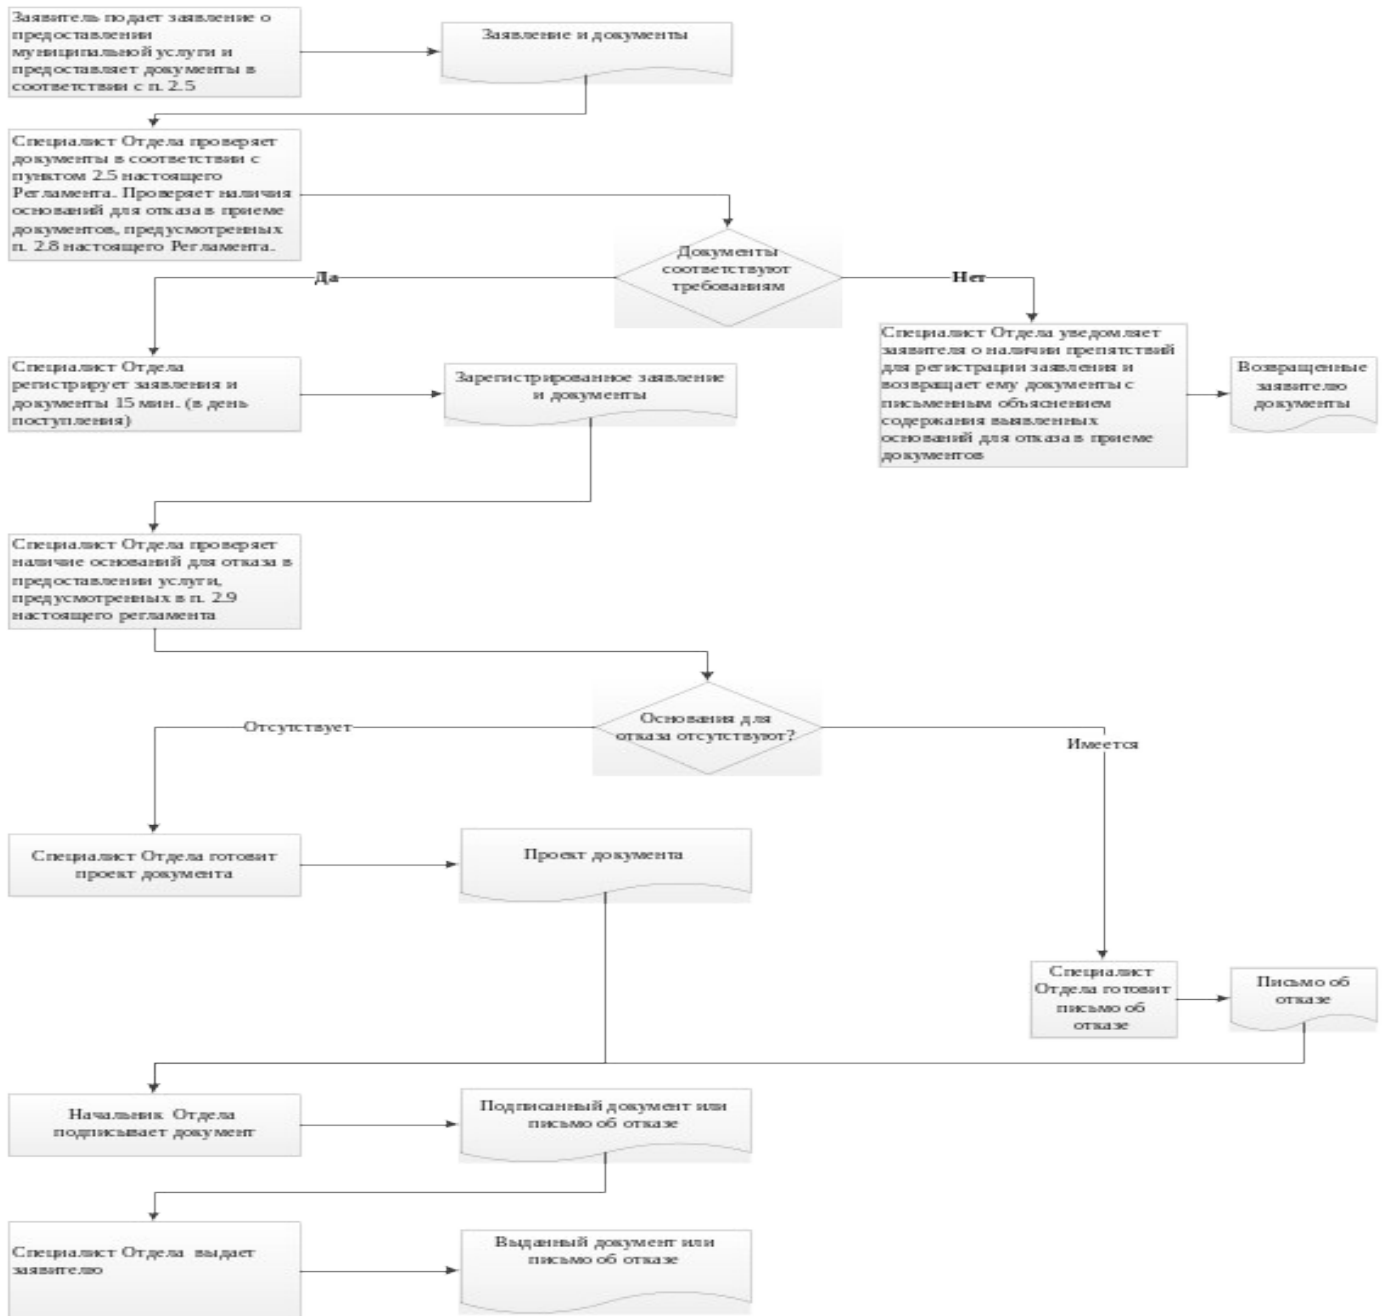 Заявитель подает заявление о
предоставлении
муниципальной услуги и
предоставляет документы в
соответствии с п. 2.5
Заявление и документы
Специалист Отдела проверяет
документы в соответствии с
пунктом 2.5 настоящего
Регламента. Проверяет наличия
оснований для отказа в приеме
документов, предусмотренных
п. 2.8 настоящего Регламента.
Документы
соответствуют
требованиям
Да
Нет
Специалист Отдела
регистрирует заявления и
документы 15 мин. (в день
поступления)
Зарегистрированное заявление
и документы
Специалист Отдела уведомляет
заявителя о наличии препятствий
для регистрации заявления и
возвращает ему документы с
письменным объяснением
содержания выявленных
оснований для отказа в приеме
документов
Возвращенные
заявителю
документы
Специалист Отдела проверяет
наличие оснований для отказа в
предоставлении услуги,
предусмотренных в п. 2.9
настоящего регламента
Основания для
отказа отсутствуют?
Отсутствует
Имеется
Специалист Отдела готовит
проект документа
Проект документа
Специалист
Отдела готовит
письмо об
отказе
Письмо об
отказе
Начальник Отдела
подписывает документ
Подписанный документ или
письмо об отказе
Специалист Отдела выдает
заявителю
Выданный документ или
письмо об отказе